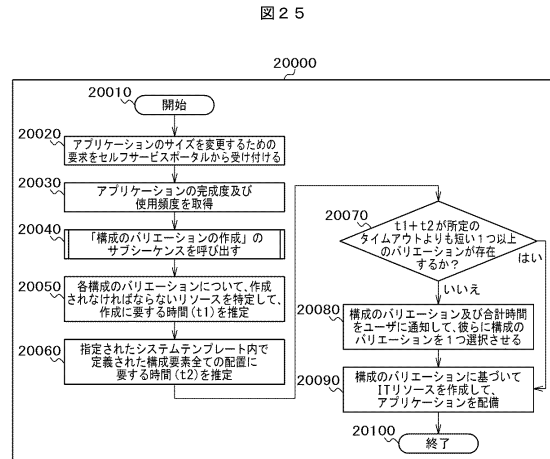 図２５
20000
20010
開始
20020
アプリケーションのサイズを変更するための
要求をセルフサービスポータルから受け付ける
20030
アプリケーションの完成度及び
使用頻度を取得
20040
「構成のバリエーションの作成」の
サブシーケンスを呼び出す
20050
各構成のバリエーションについて、作成
されなければならないリソースを特定して、
作成に要する時間(t1)を推定
20060
指定されたシステムテンプレート内で
定義された構成要素全ての配置に
要する時間(t2)を推定
20070
t1+t2が所定の
タイムアウトよりも短い1つ以上
のバリエーションが存在
するか？
はい
いいえ
20080
構成のバリエーション及び合計時間
をユーザに通知して、彼らに構成の
バリエーションを1つ選択させる
20090
構成のバリエーションに基づいて
ITリソースを作成して、
アプリケーションを配備
20100
終了